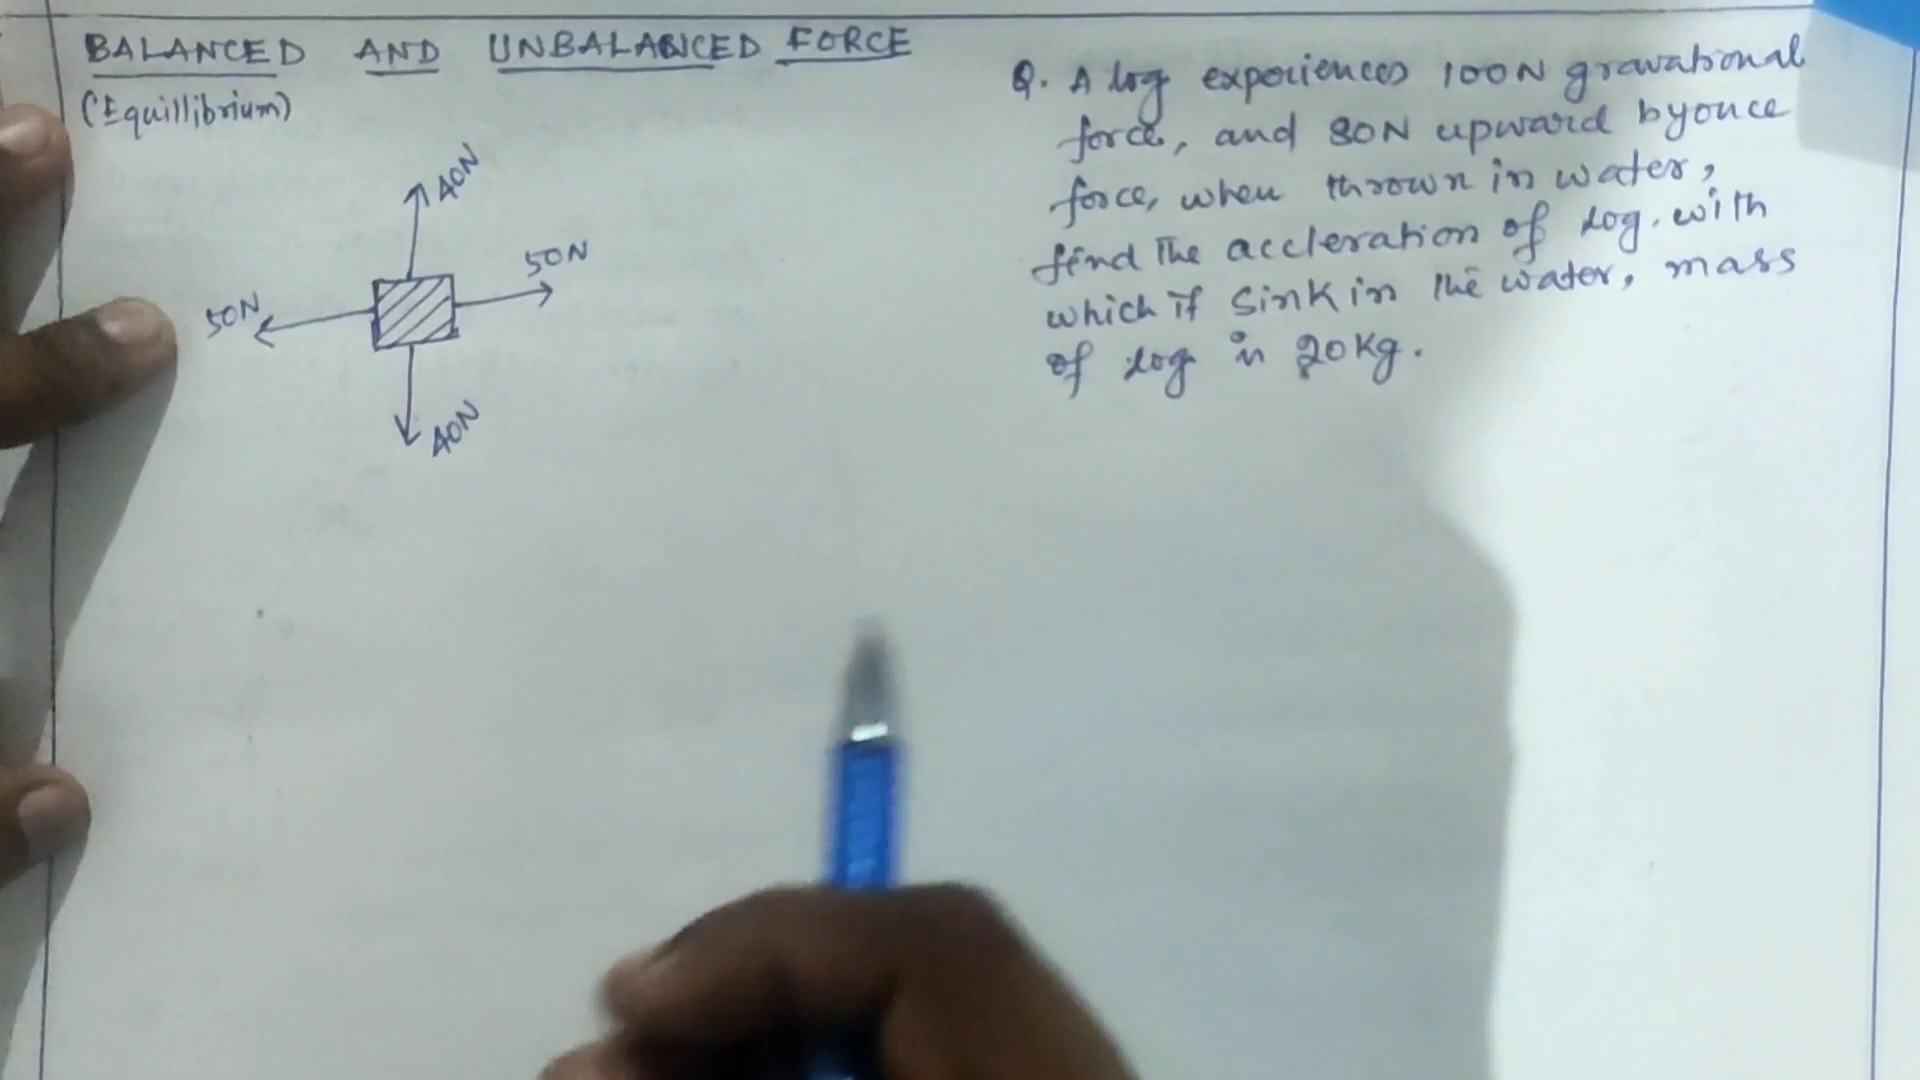 BALANCED AND UNBALANCED FORCE
(Equillibrium)
40N
50N
50N
40N
Q. A log experiences 100N gravational
force, and 80N upward byouce
force, when thrown in water,
find The accleration of log. with
which it sink in the water, mass
of log is 20Kg.